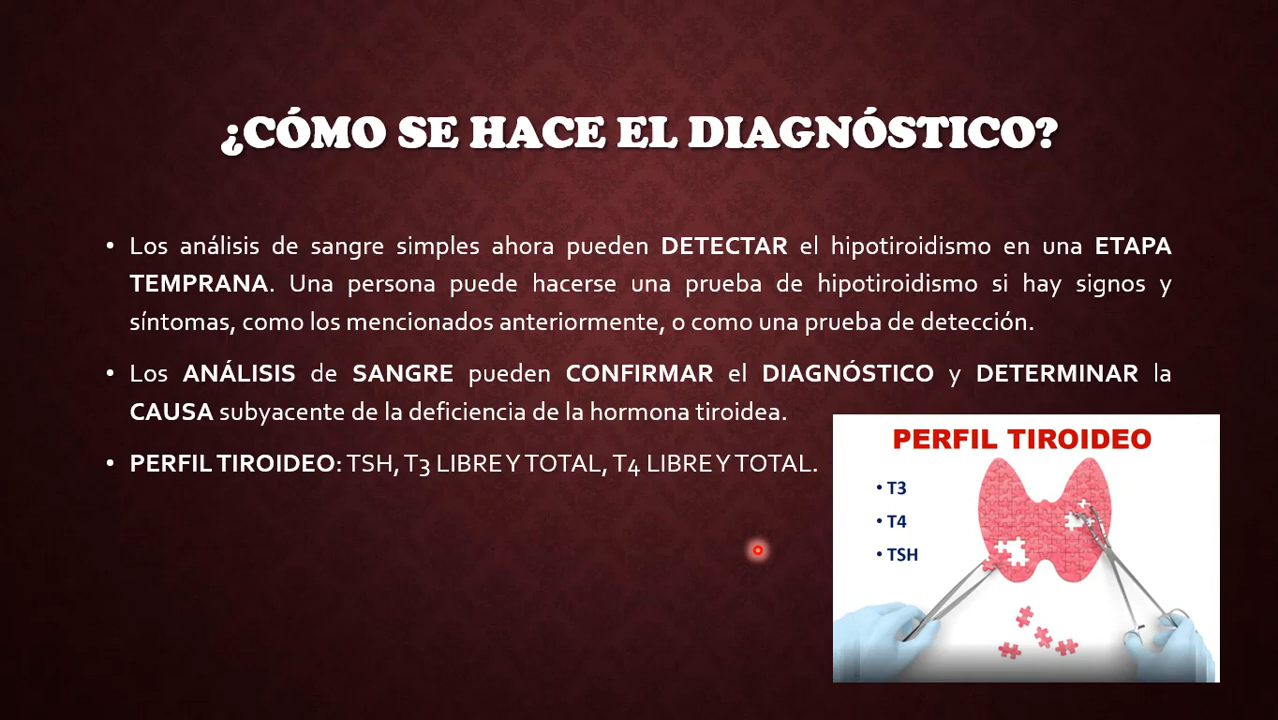 ¿CÓMO SE HACE EL DIAGNÓSTICO?
• Los análisis de sangre simples ahora pueden DETECTAR el hipotiroidismo en una ETAPA
TEMPRANA. Una persona puede hacerse una prueba de hipotiroidismo si hay signos y
síntomas, como los mencionados anteriormente, o como una prueba de detección.
• Los ANÁLISIS de SANGRE pueden CONFIRMAR el DIAGNÓSTICO y DETERMINAR la
CAUSA subyacente de la deficiencia de la hormona tiroidea.
• PERFIL TIROIDEO: TSH, T3 LIBRE Y TOTAL, T4 LIBRE Y TOTAL.
PERFIL TIROIDEO
• T3
• T4
• TSH